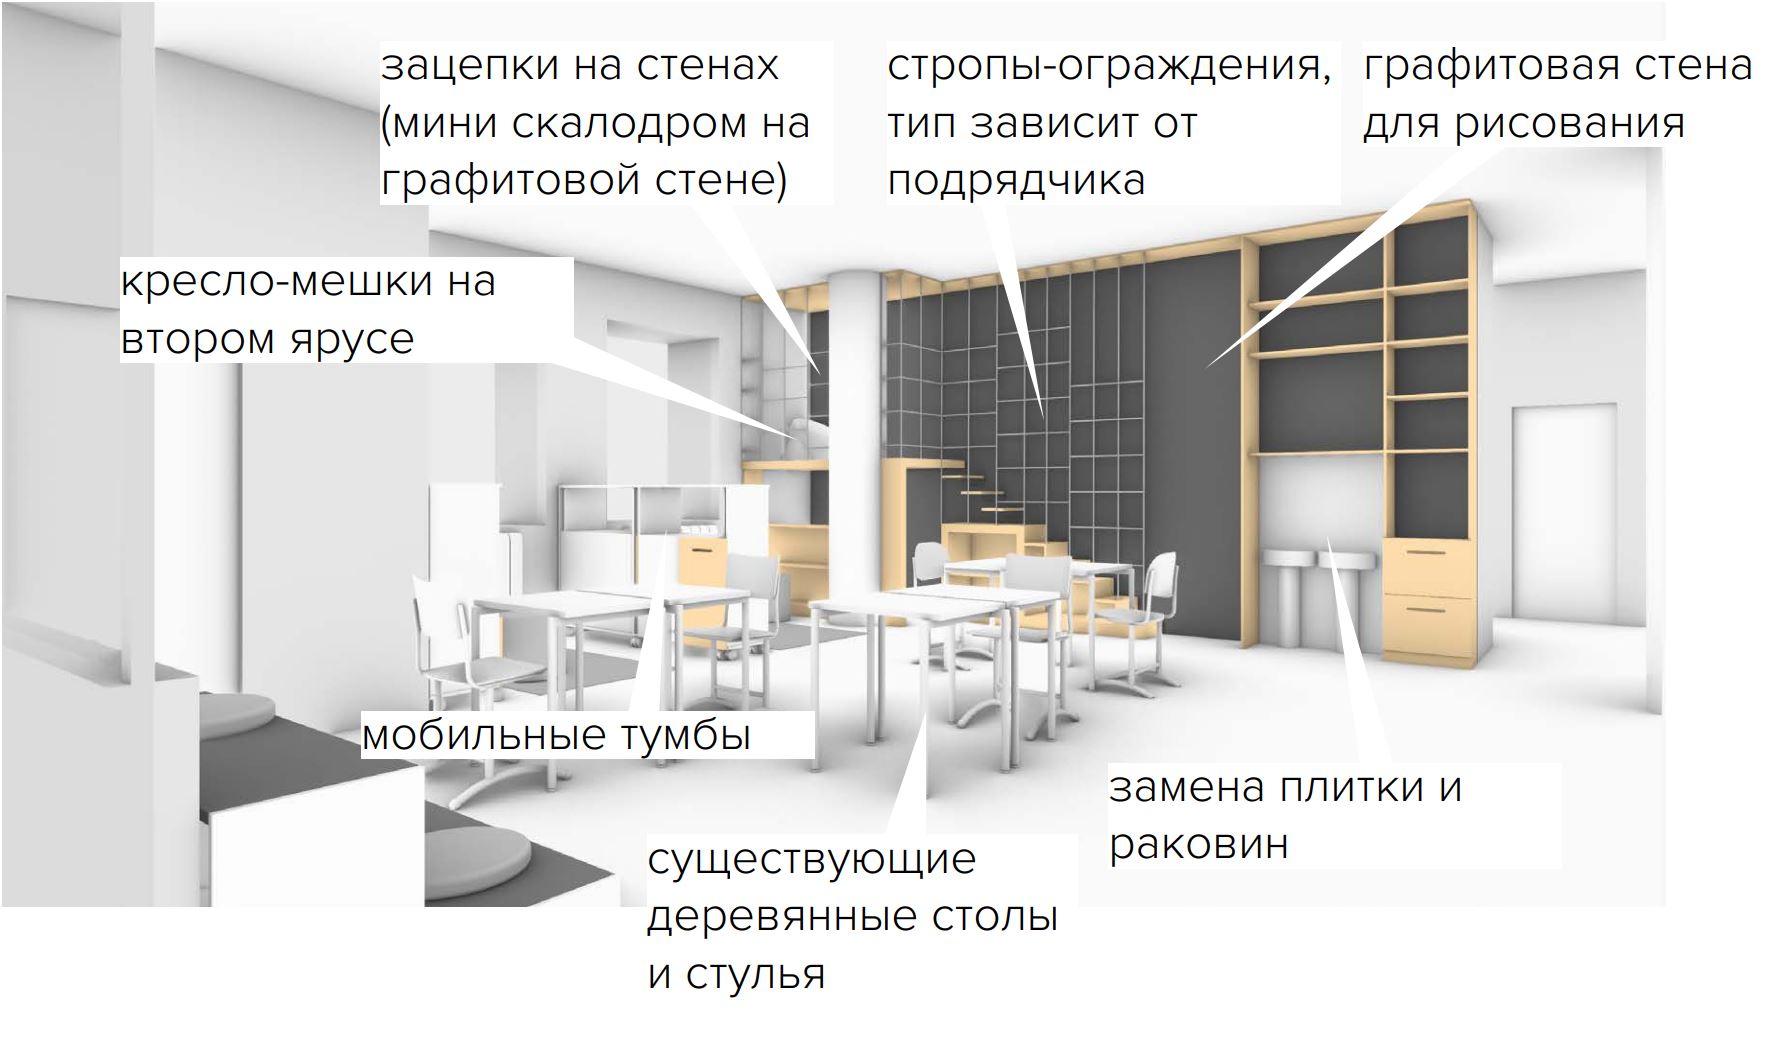 зацепки на стенах
(мини скалодром на
графитовой стене)
стропы-ограждения,
тип зависит от
подрядчика
графитовая стена
для рисования
кресло-мешки на
втором ярусе
мобильные тумбы
замена плитки и
раковин
существующие
деревянные столы
и стулья